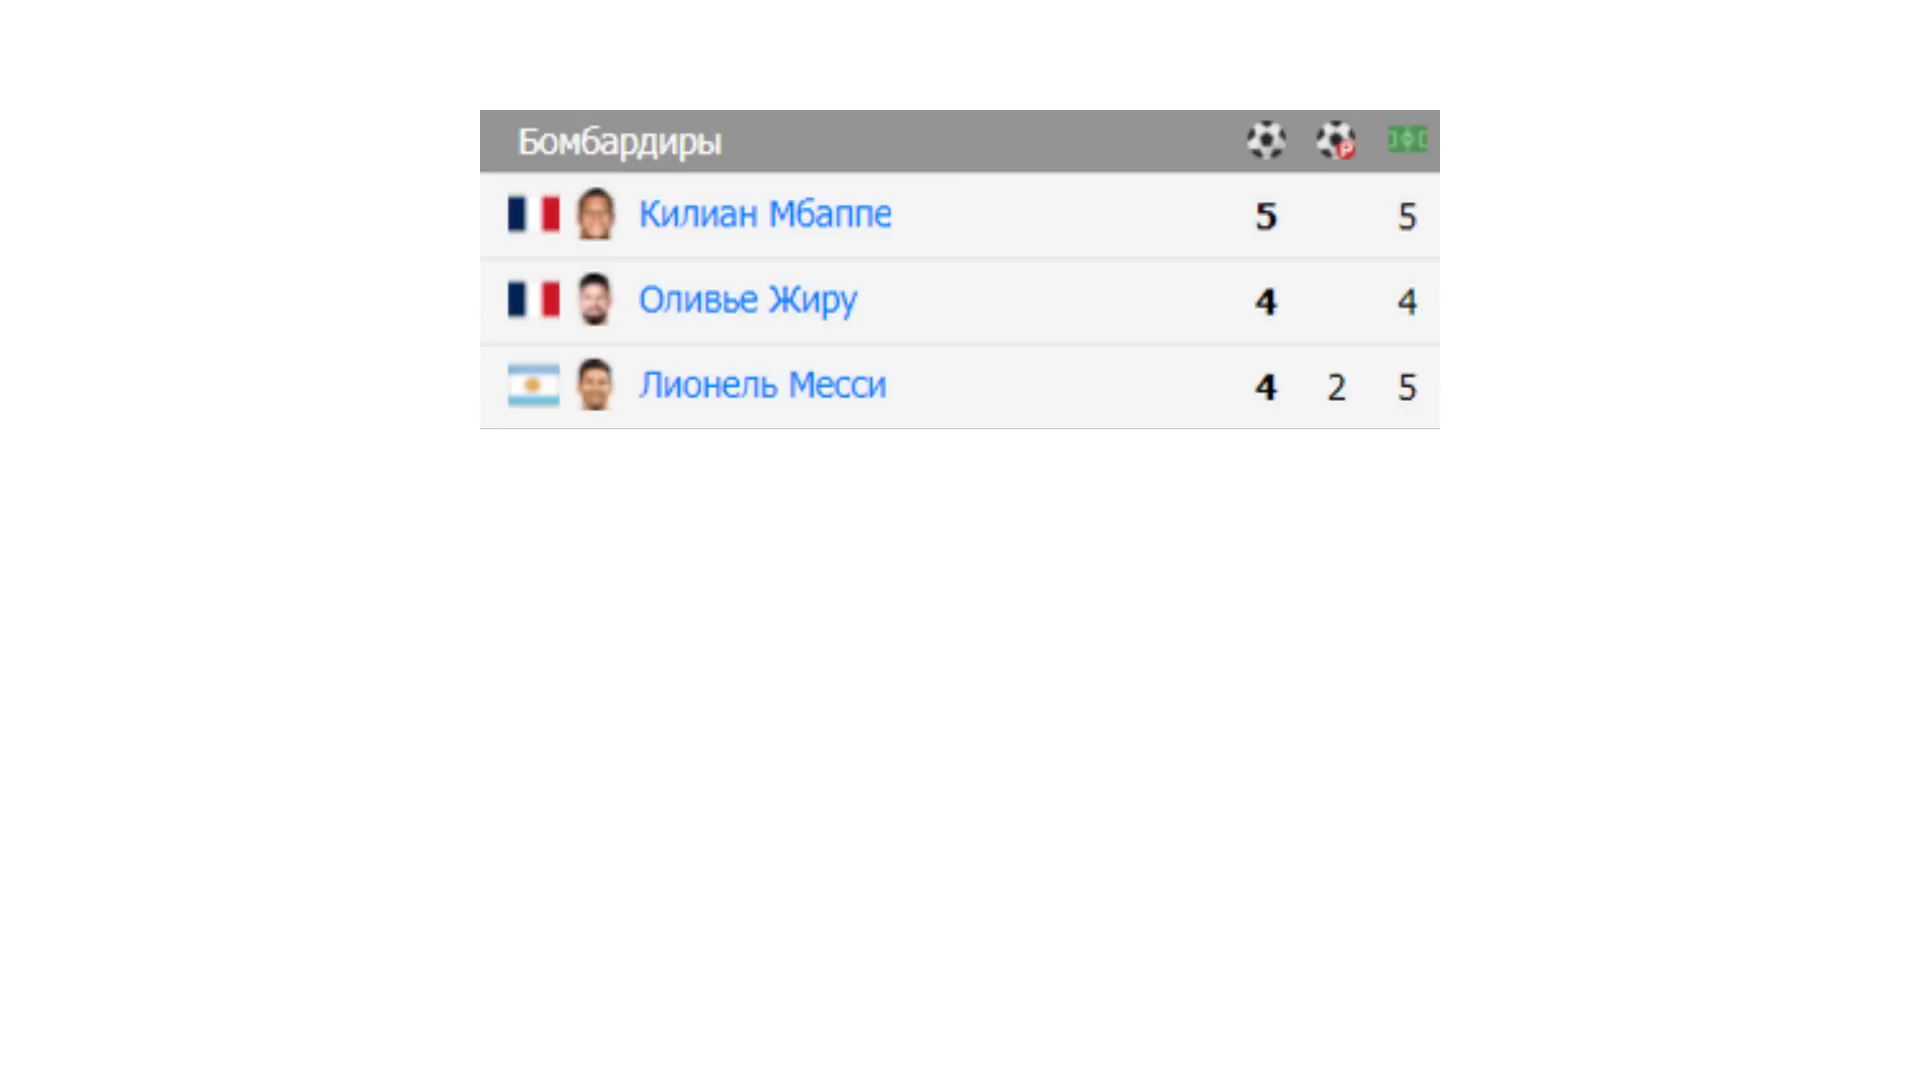 Бомбардиры P
Килиан Мбаппе 5 5
Оливье Жиру 4 4
Лионель Месси 4 2 5